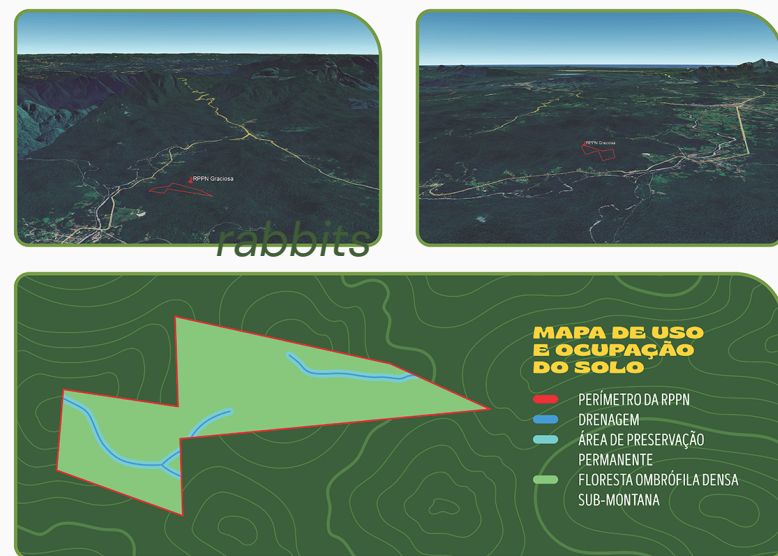 RPPN Graciosa
RPPN Graciosa
rabbits
MAPA DE USO
E OCUPAÇÃO
DO SOLO
PERÍMETRO DA RPPN
DRENAGEM
ÁREA DE PRESERVAÇÃO
PERMANENTE
FLORESTA OMBRÓFILA DENSA
SUB-MONTANA